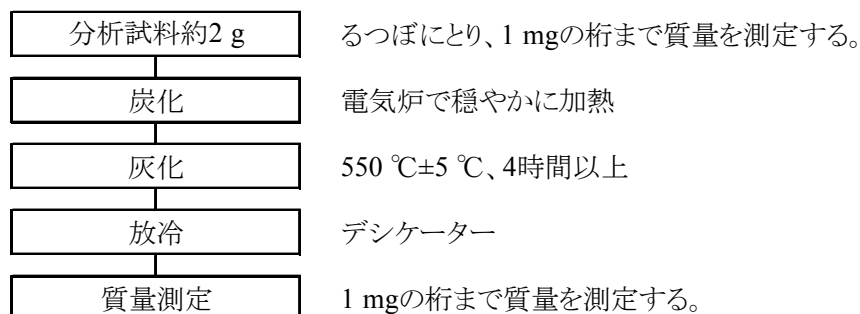 分析試料約2 g るつぼにとり、1 mgの桁まで質量を測定する。
炭化 電気炉で穏やかに加熱
灰化 550 ℃±5 ℃、4時間以上
放冷 デシケーター
質量測定 1 mgの桁まで質量を測定する。